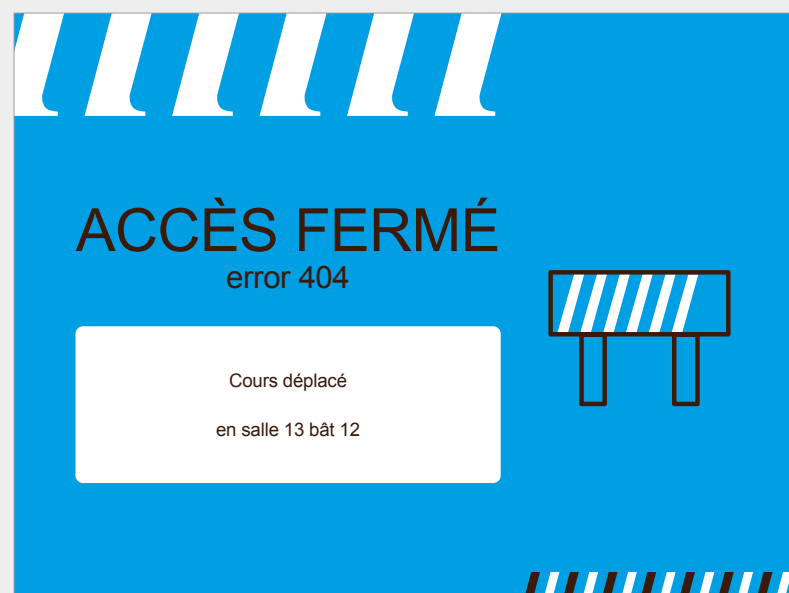 ACCÈS FERMÉ
error 404
Cours déplacé
en salle 13 bât 12